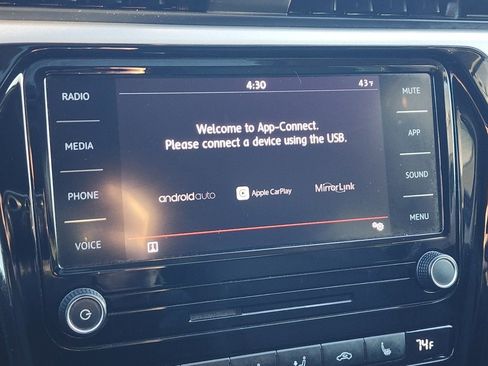 4:30 43°F
RADIO
MEDIA
PHONE
VOICE
Welcome to App-Connect.
Please connect a device using the USB.
androidauto Apple CarPlay MirrorLink
MUTE
APP
SOUND
MENU
74°F